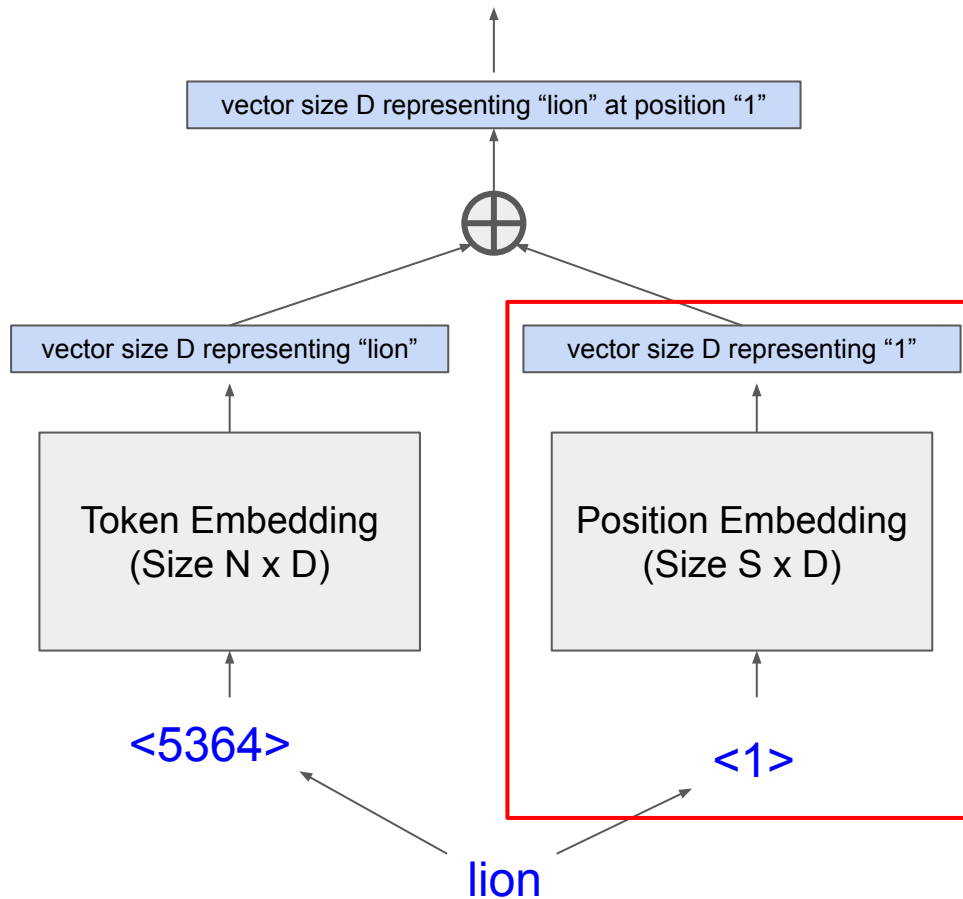 vector size D representing “lion” at position “1”
vector size D representing “lion”
vector size D representing “1”
Token Embedding
(Size N x D)
Position Embedding
(Size S x D)
<5364>
<1>
lion